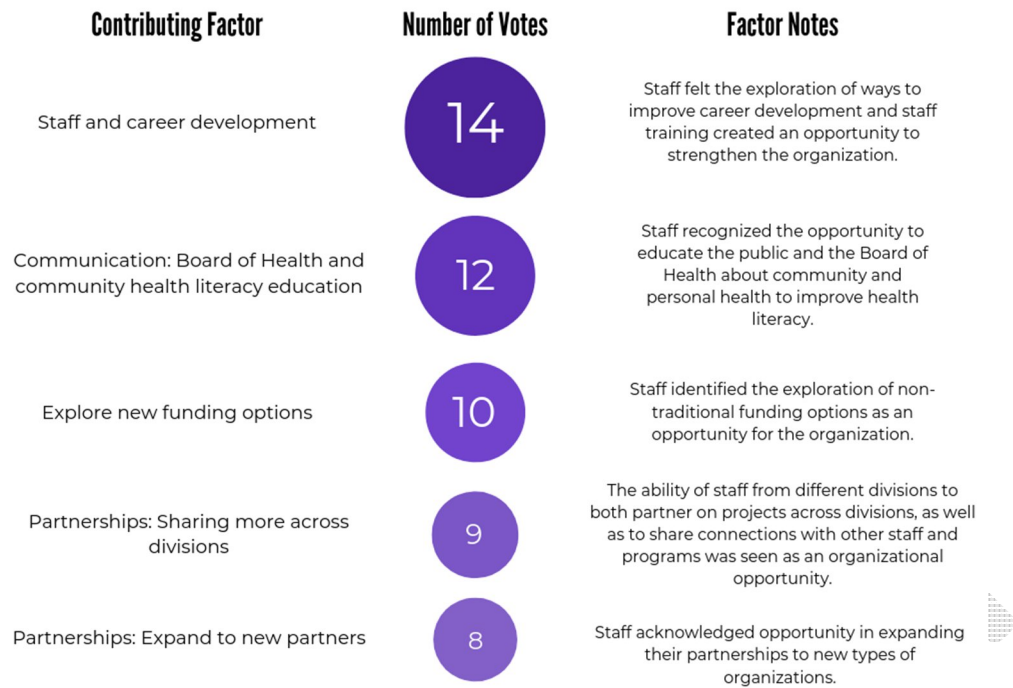 Contributing Factor
Number of Votes
Factor Notes
Staff and career development
14
Staff felt the exploration of ways to
improve career development and staff
training created an opportunity to
strengthen the organization.
Communication: Board of Health and
community health literacy education
12
Staff recognized the opportunity to
educate the public and the Board of
Health about community and
personal health to improve health
literacy.
Explore new funding options
10
Staff identified the exploration of non-
traditional funding options as an
opportunity for the organization.
Partnerships: Sharing more across
divisions
9
The ability of staff from different divisions to
both partner on projects across divisions, as well
as to share connections with other staff and
programs was seen as an organizational
opportunity.
Partnerships: Expand to new partners
8
Staff acknowledged opportunity in expanding
their partnerships to new types of
organizations.